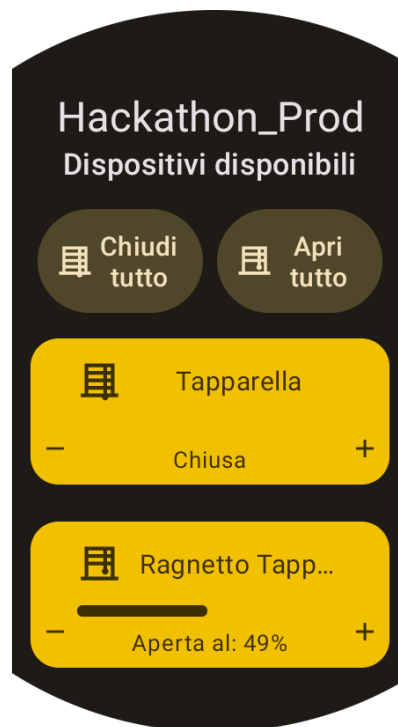 Hackathon_Prod
Dispositivi disponibili
Chiudi
tutto
Apri
tutto
Tapparella
− +
Chiusa
Ragnetto Tapp...
− +
Aperta al: 49%